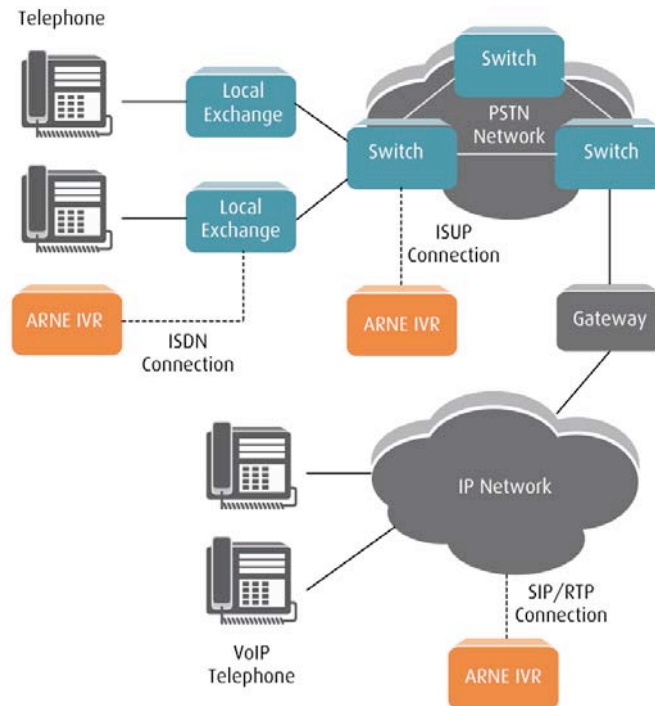 Telephone
Local
Exchange
Switch
PSTN
Network
Switch
Switch
Local
Exchange
ISUP
Connection
ARNE IVR
ISDN
Connection
ARNE IVR
Gateway
IP Network
SIP/RTP
Connection
VoIP
Telephone
ARNE IVR